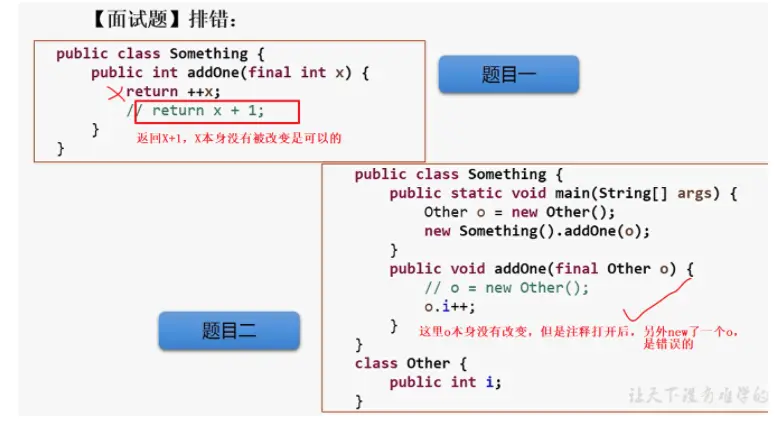 【面试题】排错：
public class Something {
public int addOne(final int x) {
return ++x;
// return x + 1;
}
返回X+1，X本身没有被改变是可以的
}
题目一
public class Something {
public static void main(String[] args) {
Other o = new Other();
new Something().addOne(o);
}
public void addOne(final Other o) {
// o = new Other();
o.i++;
}
这里o本身没有改变，但是注释打开后，另外new了一个o，
是错误的
}
class Other {
public int i;
}
题目二
让天下没有难学的